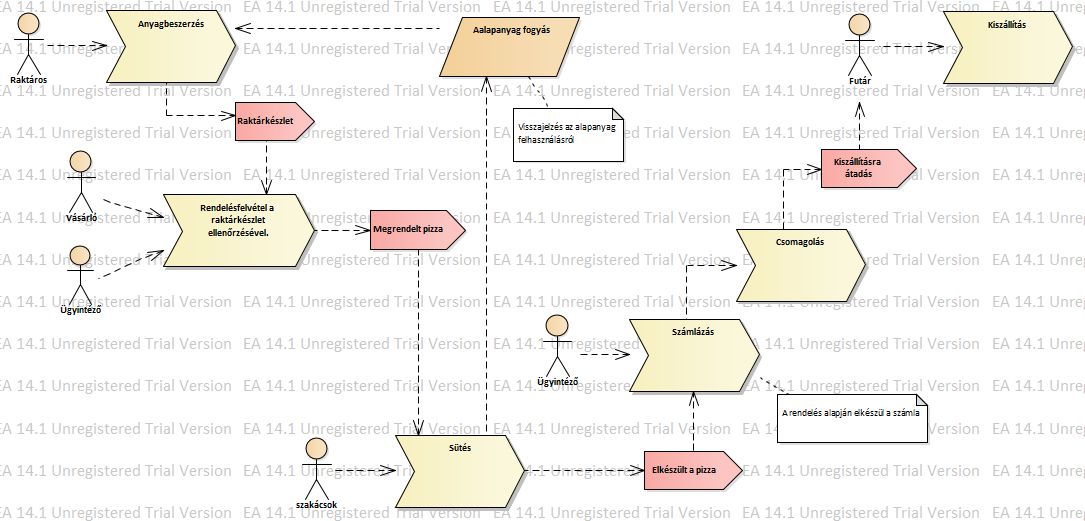 Anyagbeszerzés
Aalapanyag fogyás
Kiszállítás
Raktáros
Futár
Raktárkészlet
Visszajelzés az alapanyag
felhasználásról
Kiszállításra
átadás
Vásárló
Rendelésfelvétel a
raktárkészlet
ellenőrzésével.
Megrendelt pizza
Ügyintéző
Csomagolás
Számlázás
Ügyintéző
A rendelés alapján elkészül a számla
Sütés
szakácsok
Elkészült a pizza
EA 14.1 Unregistered Trial Version